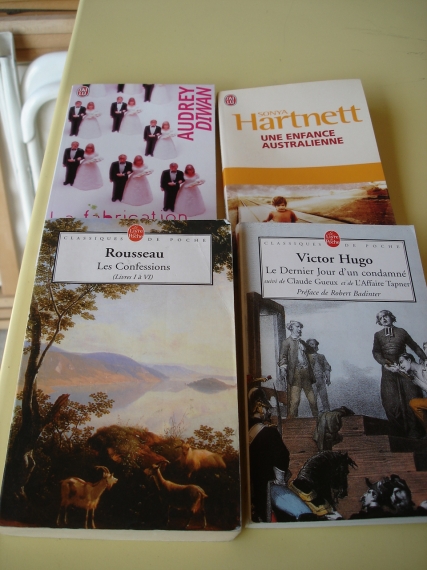 AUDREY
DIWAN
La fabrication
SONYA
Hartnett
UNE ENFANCE
AUSTRALIENNE
CLASSIQUES DE POCHE
Rousseau
Les Confessions
(Livres I à VI)
CLASSIQUES DE POCHE
Victor Hugo
Le Dernier Jour d'un condamné
suivi de Claude Gueux et de L'Affaire Tapner
Préface de Robert Badinter